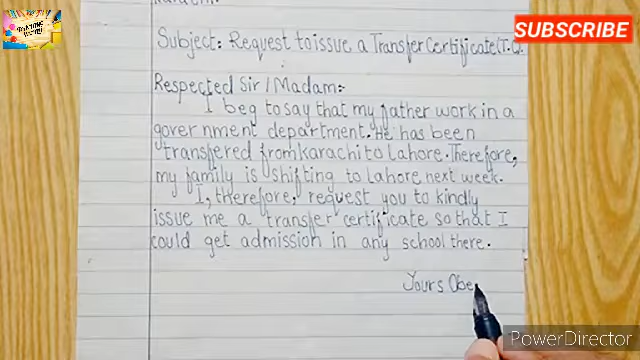 SUBSCRIBE
Subject: Request to issue a Transfer Certificate (T.C).
Respected Sir / Madam:-
I beg to say that my father work in a
government department. He has been
transfered from karachi to Lahore. Therefore,
my family is shifting to Lahore next week.
I, therefore, request you to kindly
issue me a transfer certificate so that I
could get admission in any school there.
Yours Obe
PowerDirector